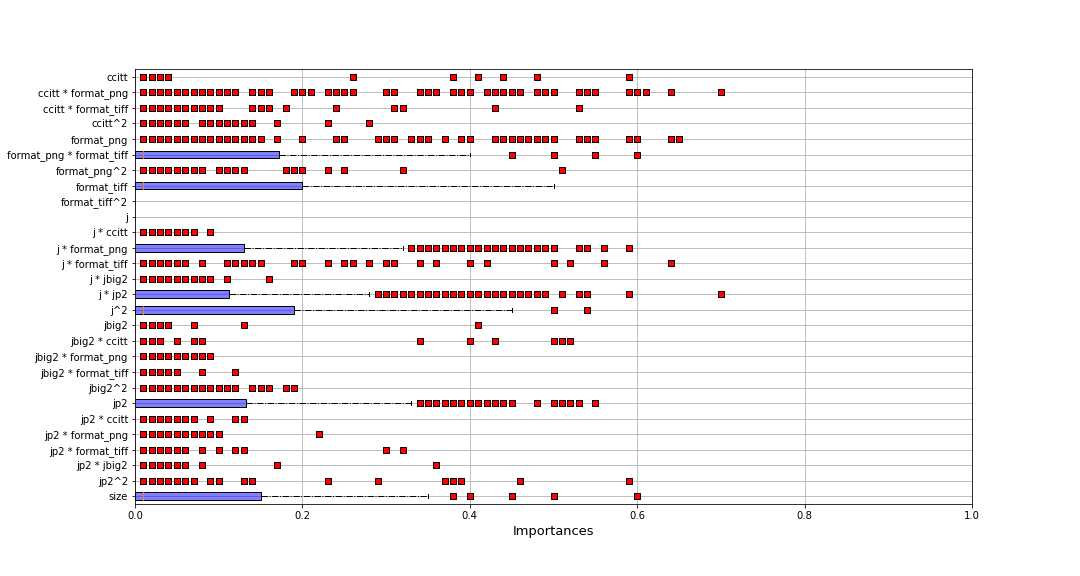 ccitt
ccitt * format_png
ccitt * format_tiff
ccitt^2
format_png
format_png * format_tiff
format_png^2
format_tiff
format_tiff^2
j
j * ccitt
j * format_png
j * format_tiff
j * jbig2
j * jp2
j^2
jbig2
jbig2 * ccitt
jbig2 * format_png
jbig2 * format_tiff
jbig2^2
jp2
jp2 * ccitt
jp2 * format_png
jp2 * format_tiff
jp2 * jbig2
jp2^2
size
0.0 0.2 0.4 0.6 0.8 1.0
Importances